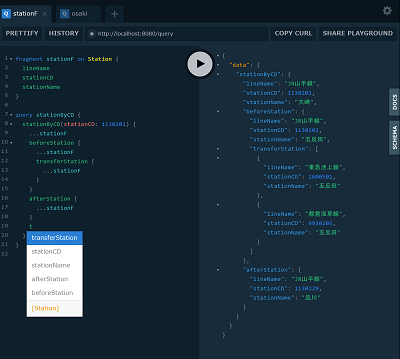 stationF
osaki
PRETTIFY
HISTORY
http://localhost:8080/query
COPY CURL
SHARE PLAYGROUND
1 fragment stationF on Station {
2 lineName
3 stationCD
4 stationName
5 }
6
7 query stationByCD {
8 stationByCD(stationCD: 1130201) {
9 ...stationF
10 beforeStation {
11 ...stationF
12 transferStation {
13 ...stationF
14 }
15 }
16 afterStation {
17 ...stationF
18 }
19 t
20 }
21 }
22
transferStation
stationCD
stationName
afterStation
beforeStation
[Station]
{
"data": {
"stationByCD": {
"lineName": "JR山手線",
"stationCD": 1130201,
"stationName": "大崎",
"beforeStation": {
"lineName": "JR山手線",
"stationCD": 1130202,
"stationName": "五反田",
"transferStation": [
{
"lineName": "東急池上線",
"stationCD": 2600501,
"stationName": "五反田"
},
{
"lineName": "都営浅草線",
"stationCD": 9930205,
"stationName": "五反田"
}
]
},
"afterStation": {
"lineName": "JR山手線",
"stationCD": 1130229,
"stationName": "品川"
}
}
}
}
DOCS
SCHEMA